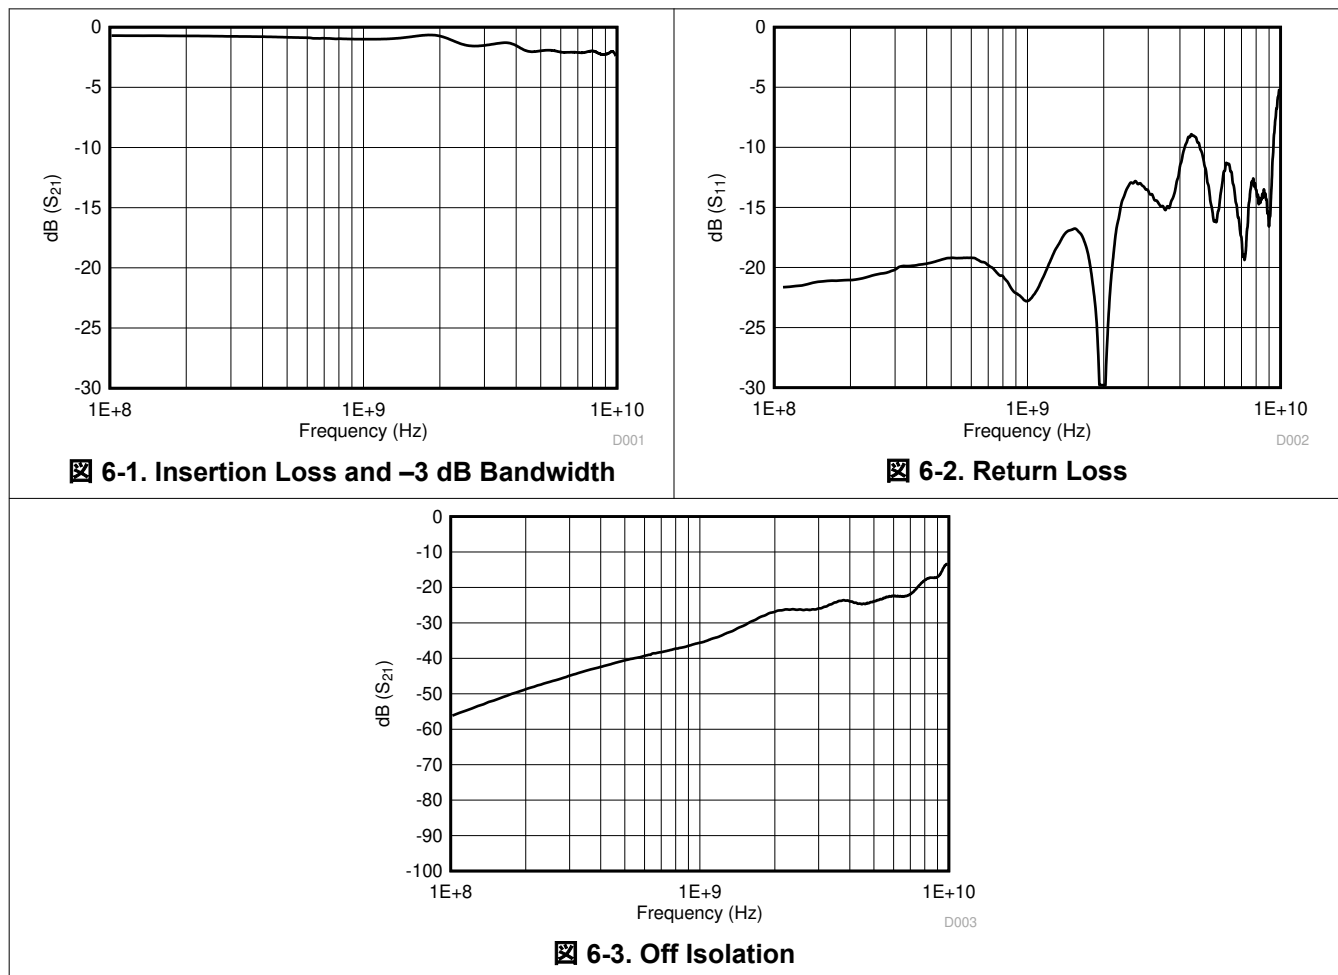 0
-5
-10
-15
-20
-25
-30
dB (S21)
1E+8 1E+9 1E+10
Frequency (Hz)
D001
図 6-1. Insertion Loss and –3 dB Bandwidth
0
-5
-10
-15
-20
-25
-30
dB (S11)
1E+8 1E+9 1E+10
Frequency (Hz)
D002
図 6-2. Return Loss
0
-10
-20
-30
-40
-50
-60
-70
-80
-90
-100
dB (S21)
1E+8 1E+9 1E+10
Frequency (Hz)
D003
図 6-3. Off Isolation